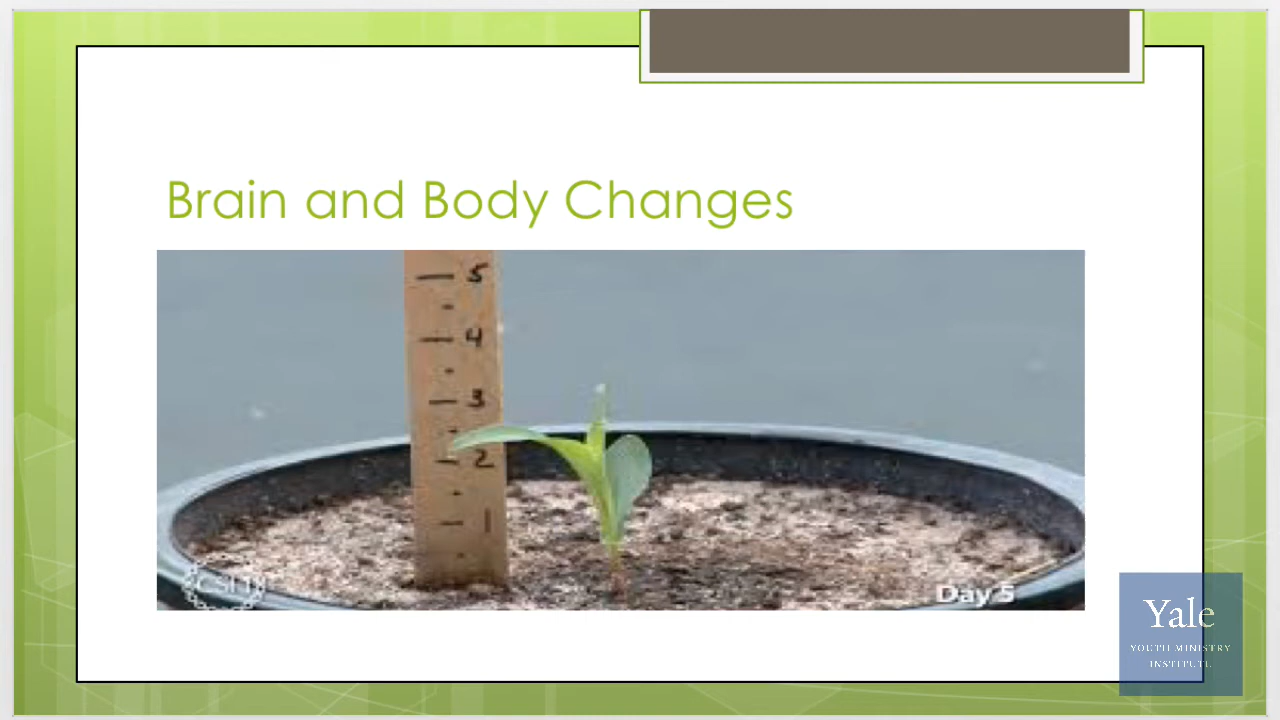 Brain and Body Changes
5
4
3
2
1
Day 5
Yale
YOUTH MINISTRY
INSTITUTE